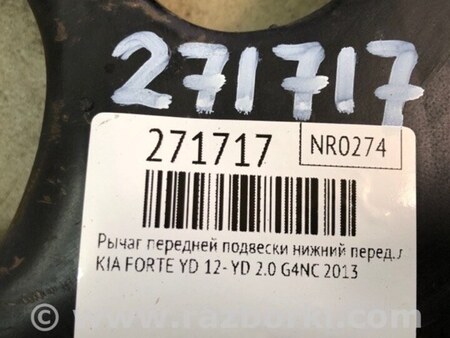 271717
271717 NR0274
Рычаг передней подвески нижний перед.л
KIA FORTE YD 12- YD 2.0 G4NC 2013
© www.razborki.com